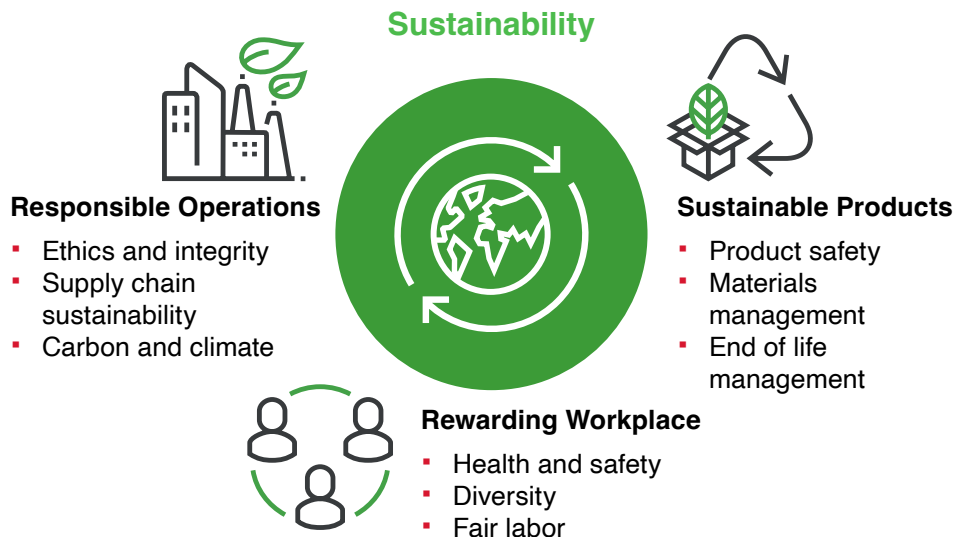 Sustainability
Responsible Operations
Ethics and integrity
Supply chain
sustainability
Carbon and climate
Sustainable Products
Product safety
Materials
management
End of life
management
Rewarding Workplace
Health and safety
Diversity
Fair labor